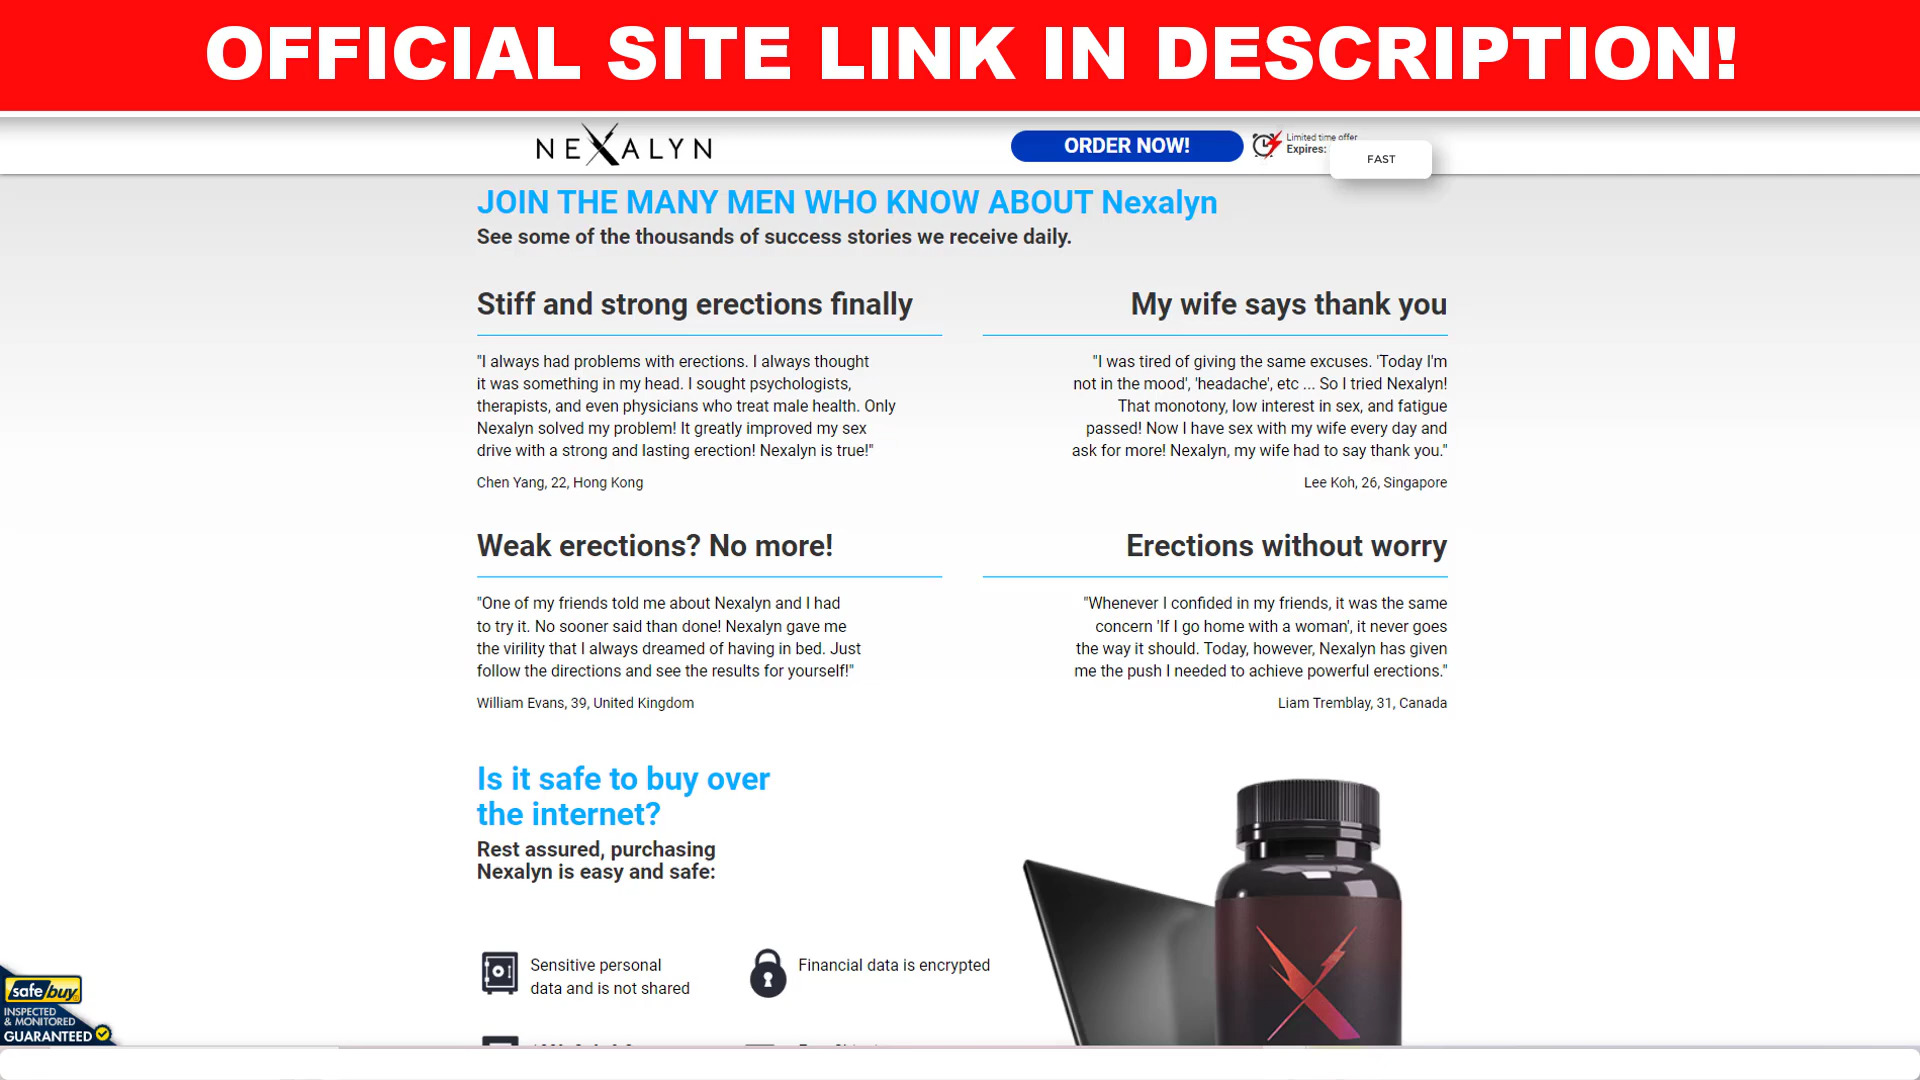 OFFICIAL SITE LINK IN DESCRIPTION!
NEXALYN
ORDER NOW!
Limited time offer
Expires:
FAST
JOIN THE MANY MEN WHO KNOW ABOUT Nexalyn
See some of the thousands of success stories we receive daily.
Stiff and strong erections finally
"I always had problems with erections. I always thought
it was something in my head. I sought psychologists,
therapists, and even physicians who treat male health. Only
Nexalyn solved my problem! It greatly improved my sex
drive with a strong and lasting erection! Nexalyn is true!"
Chen Yang, 22, Hong Kong
My wife says thank you
"I was tired of giving the same excuses. 'Today I'm
not in the mood', 'headache', etc ... So I tried Nexalyn!
That monotony, low interest in sex, and fatigue
passed! Now I have sex with my wife every day and
ask for more! Nexalyn, my wife had to say thank you."
Lee Koh, 26, Singapore
Weak erections? No more!
"One of my friends told me about Nexalyn and I had
to try it. No sooner said than done! Nexalyn gave me
the virility that I always dreamed of having in bed. Just
follow the directions and see the results for yourself!"
William Evans, 39, United Kingdom
Erections without worry
"Whenever I confided in my friends, it was the same
concern 'If I go home with a woman', it never goes
the way it should. Today, however, Nexalyn has given
me the push I needed to achieve powerful erections."
Liam Tremblay, 31, Canada
Is it safe to buy over
the internet?
Rest assured, purchasing
Nexalyn is easy and safe:
Sensitive personal
data and is not shared
Financial data is encrypted
safe buy
INSPECTED
& MONITORED
GUARANTEED